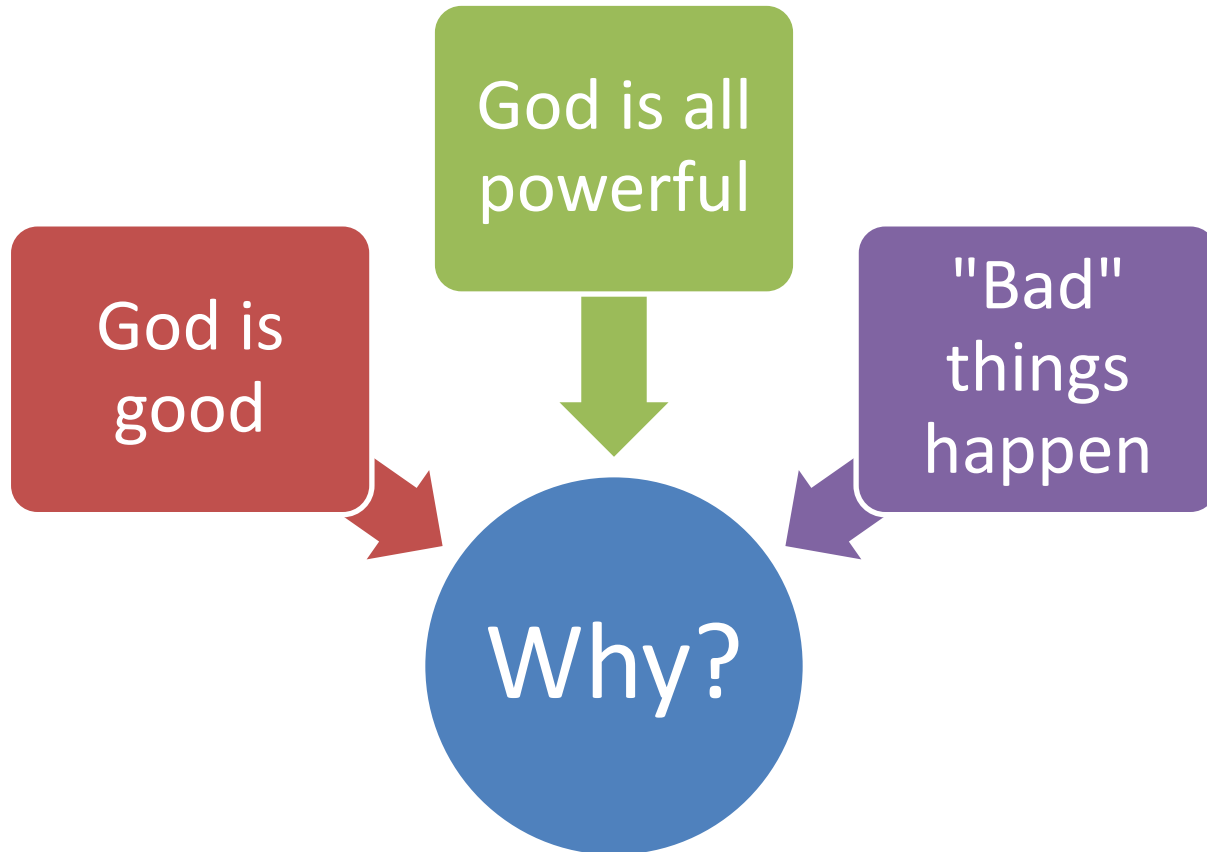 God is all
powerful
God is
good
"Bad"
things
happen
Why?